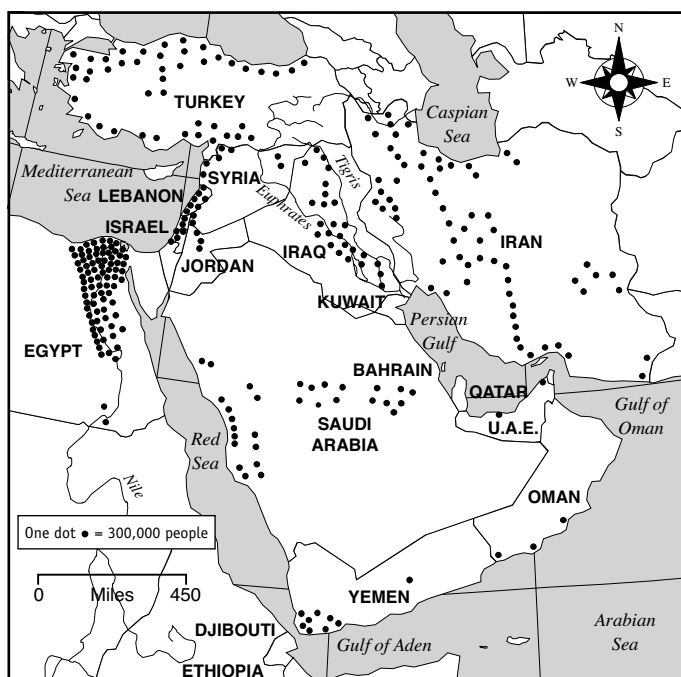 N
W E
S
Caspian
Sea
TURKEY
Mediterranean
Sea
LEBANON
SYRIA
Tigris
Euphrates
ISRAEL
JORDAN
IRAQ
IRAN
KUWAIT
EGYPT
Persian
Gulf
BAHRAIN
QATAR
Gulf of
Oman
SAUDI
ARABIA
U.A.E.
Red
Sea
Nile
OMAN
One dot ● = 300,000 people
0 Miles 450
YEMEN
DJIBOUTI
Gulf of Aden
Arabian
Sea
ETHIOPIA